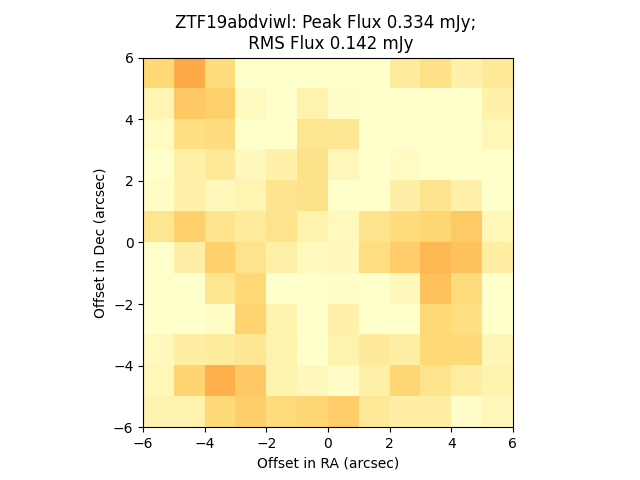 ZTF19abdviwl: Peak Flux 0.334 mJy;
RMS Flux 0.142 mJy
6
4
2
0
−2
−4
−6
Offset in Dec (arcsec)
−6 −4 −2 0 2 4 6
Offset in RA (arcsec)